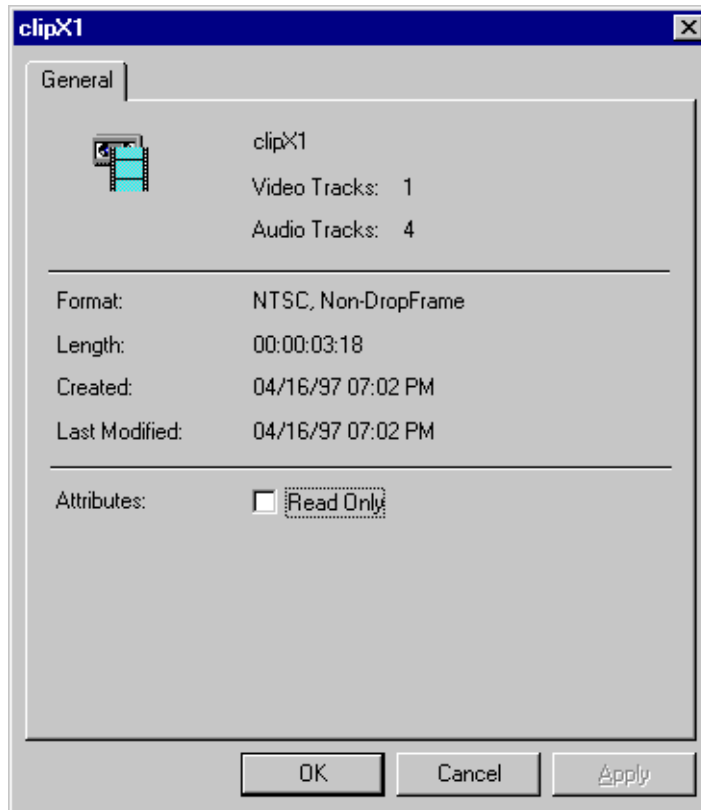 clipX1
General
clipX1
Video Tracks: 1
Audio Tracks: 4
Format: NTSC, Non-DropFrame
Length: 00:00:03:18
Created: 04/16/97 07:02 PM
Last Modified: 04/16/97 07:02 PM
Attributes: Read Only
OK Cancel Apply